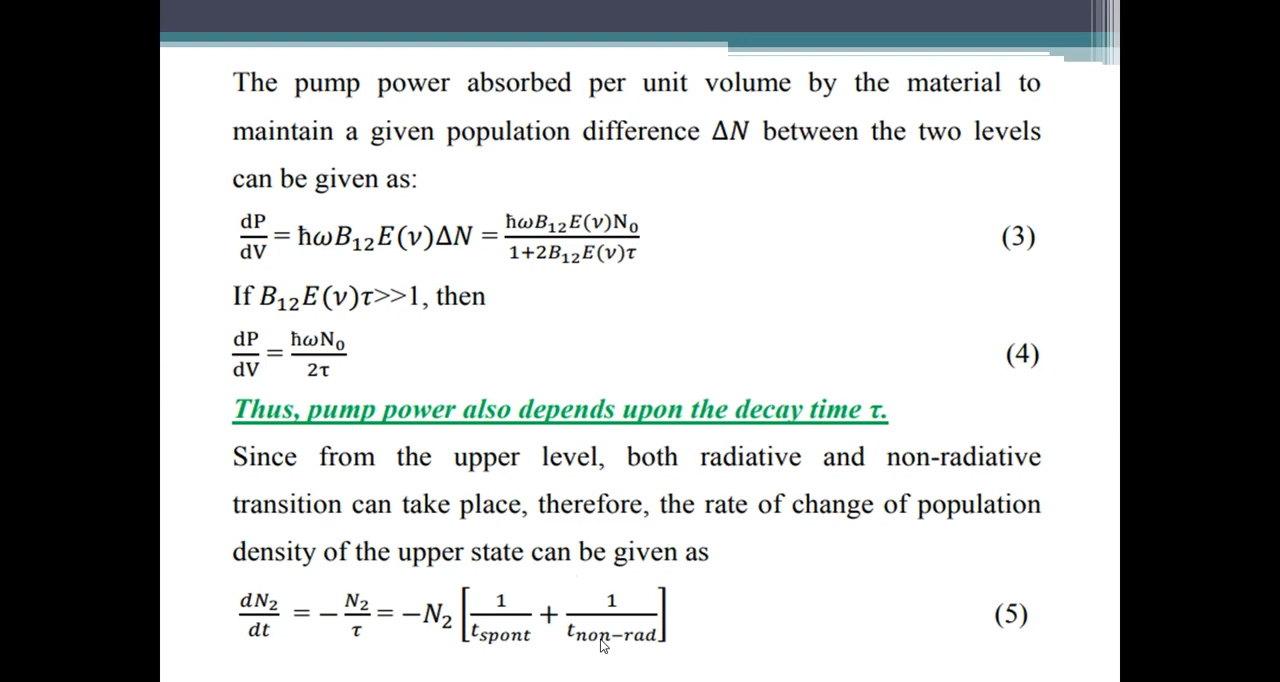 The pump power absorbed per unit volume by the material to
maintain a given population difference ΔN between the two levels
can be given as:
dP/dV = ħωB₁₂E(ν)ΔN = ħωB₁₂E(ν)N₀/1+2B₁₂E(ν)τ (3)
If B₁₂E(ν)τ>>1, then
dP/dV = ħωN₀/2τ (4)
Thus, pump power also depends upon the decay time τ.
Since from the upper level, both radiative and non-radiative
transition can take place, therefore, the rate of change of population
density of the upper state can be given as
dN₂/dt = −N₂/τ = −N₂ [1/t_spont + 1/t_non−rad] (5)